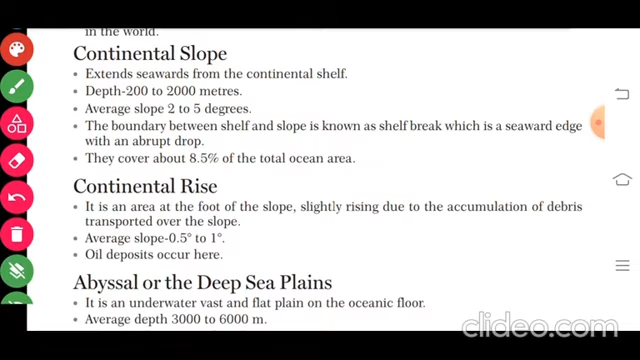 in the world.
Continental Slope
• Extends seawards from the continental shelf.
• Depth-200 to 2000 metres.
• Average slope 2 to 5 degrees.
• The boundary between shelf and slope is known as shelf break which is a seaward edge
with an abrupt drop.
• They cover about 8.5% of the total ocean area.
Continental Rise
• It is an area at the foot of the slope, slightly rising due to the accumulation of debris
transported over the slope.
• Average slope-0.5° to 1°.
• Oil deposits occur here.
Abyssal or the Deep Sea Plains
• It is an underwater vast and flat plain on the oceanic floor.
• Average depth 3000 to 6000 m.
clideo.com